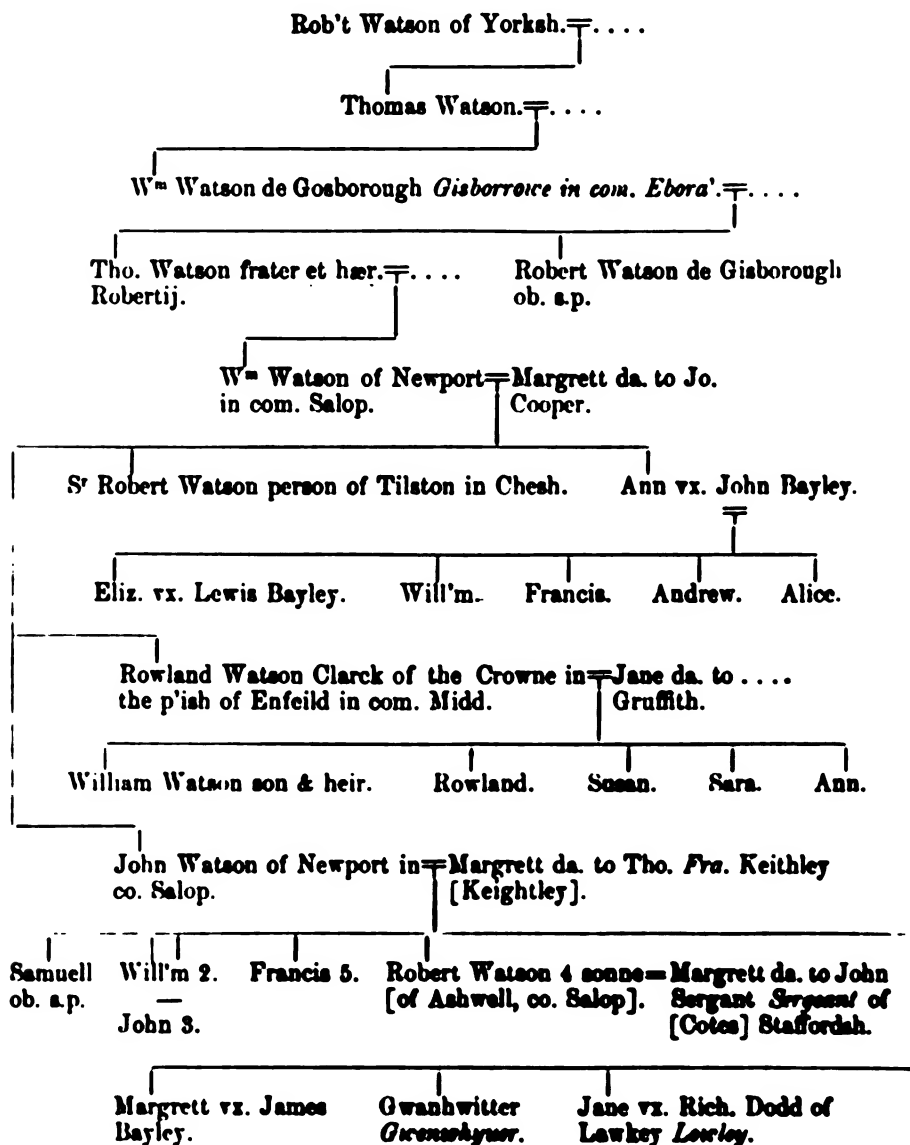 Rob't Watson of Yorksh. . . . .
Thomas Watson. . . . .
Wm Watson de Gosborough Gisborrowe in com. Ebora'. . . . .
Tho. Watson frater et hær. . . . . Robert Watson de Gisborough
Robertij. ob. s.p.
Wm Watson of Newport Margrett da. to Jo.
in com. Salop. Cooper.
Sr Robert Watson person of Tilston in Chesh. Ann vx. John Bayley.
Eliz. vx. Lewis Bayley. Will'm. Francis. Andrew. Alice.
Rowland Watson Clarck of the Crowne in Jane da. to . . . .
the p'ish of Enfeild in com. Midd. Gruffith.
William Watson son & heir. Rowland. Susan. Sara. Ann.
John Watson of Newport in Margrett da. to Tho. Fra. Keithley
co. Salop. [Keightley].
Samuell Will'm 2. Francis 5. Robert Watson 4 sonne= Margrett da. to John
ob. s.p. — [of Ashwell, co. Salop]. Sergant Sergeant of
John 3. [Cotes] Staffordsh.
Margrett vx. James Gwanhwitter Jane vx. Rich. Dodd of
Bayley. Lawkey Lowley.